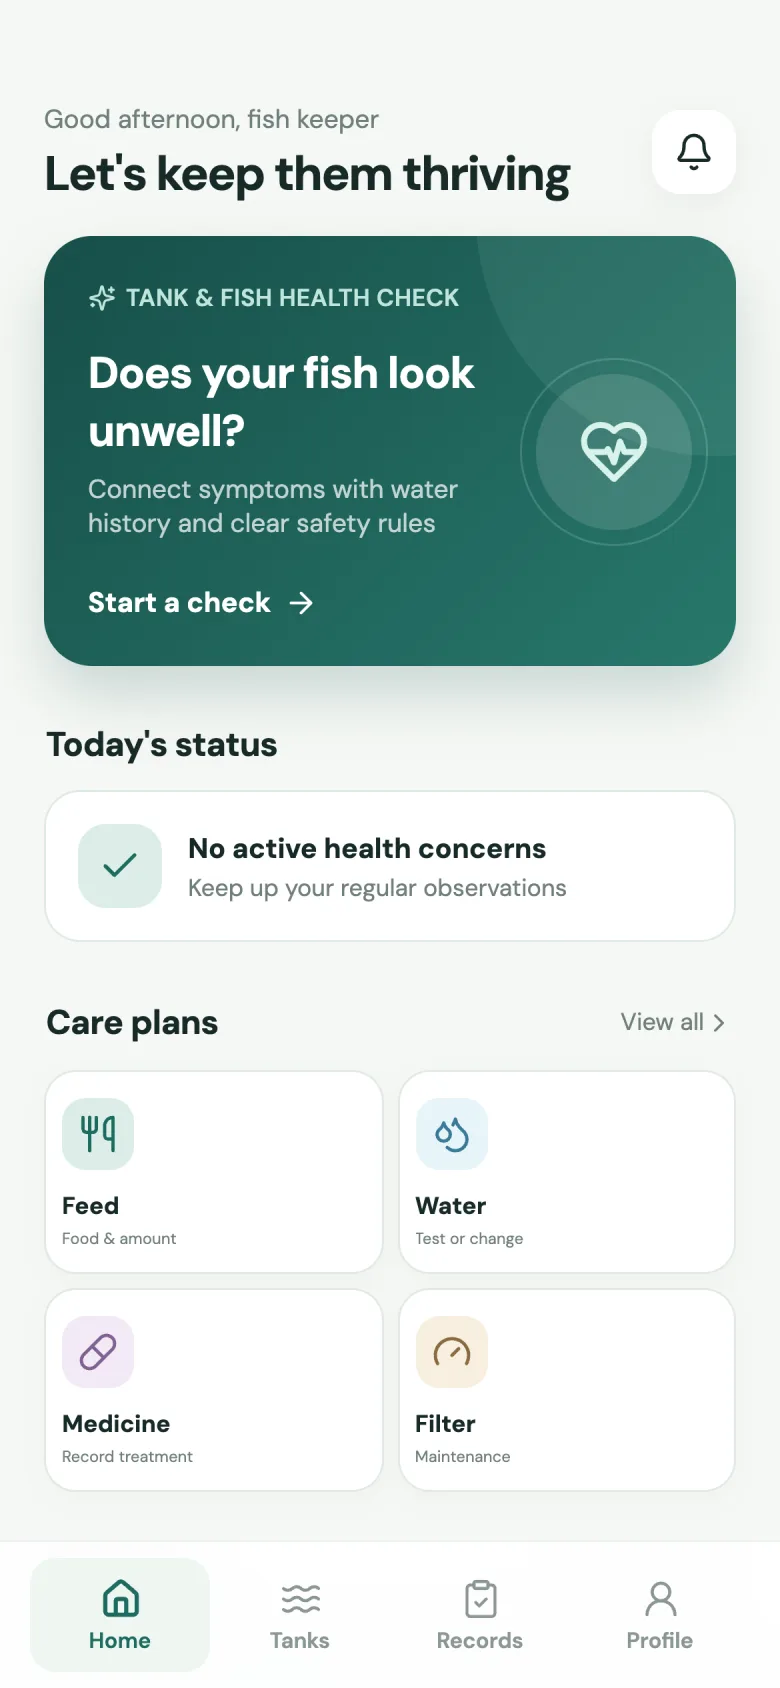 Good afternoon, fish keeper
Let's keep them thriving
TANK & FISH HEALTH CHECK
Does your fish look
unwell?
Connect symptoms with water
history and clear safety rules
Start a check
Today's status
No active health concerns
Keep up your regular observations
Care plans
View all
Feed
Food & amount
Water
Test or change
Medicine
Record treatment
Filter
Maintenance
Home
Tanks
Records
Profile